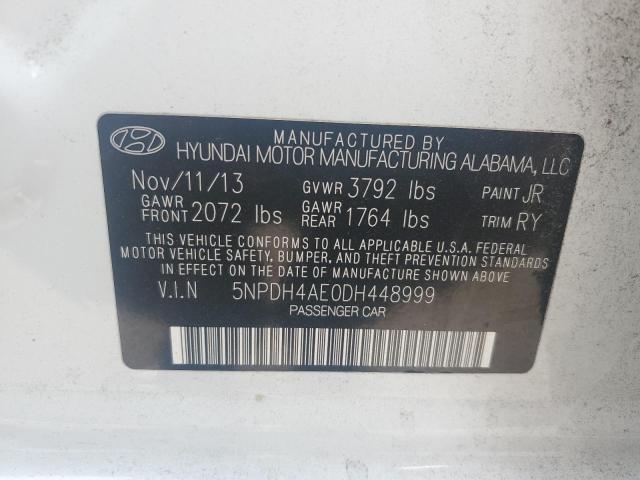 MANUFACTURED BY
HYUNDAI MOTOR MANUFACTURING ALABAMA, LLC
Nov/11/13 GVWR 3792 lbs PAINT JR
GAWR FRONT 2072 lbs GAWR REAR 1764 lbs TRIM RY
THIS VEHICLE CONFORMS TO ALL APPLICABLE U.S.A. FEDERAL
MOTOR VEHICLE SAFETY, BUMPER, AND THEFT PREVENTION STANDARDS
IN EFFECT ON THE DATE OF MANUFACTURE SHOWN ABOVE
V.I.N 5NPDH4AE0DH448999
PASSENGER CAR